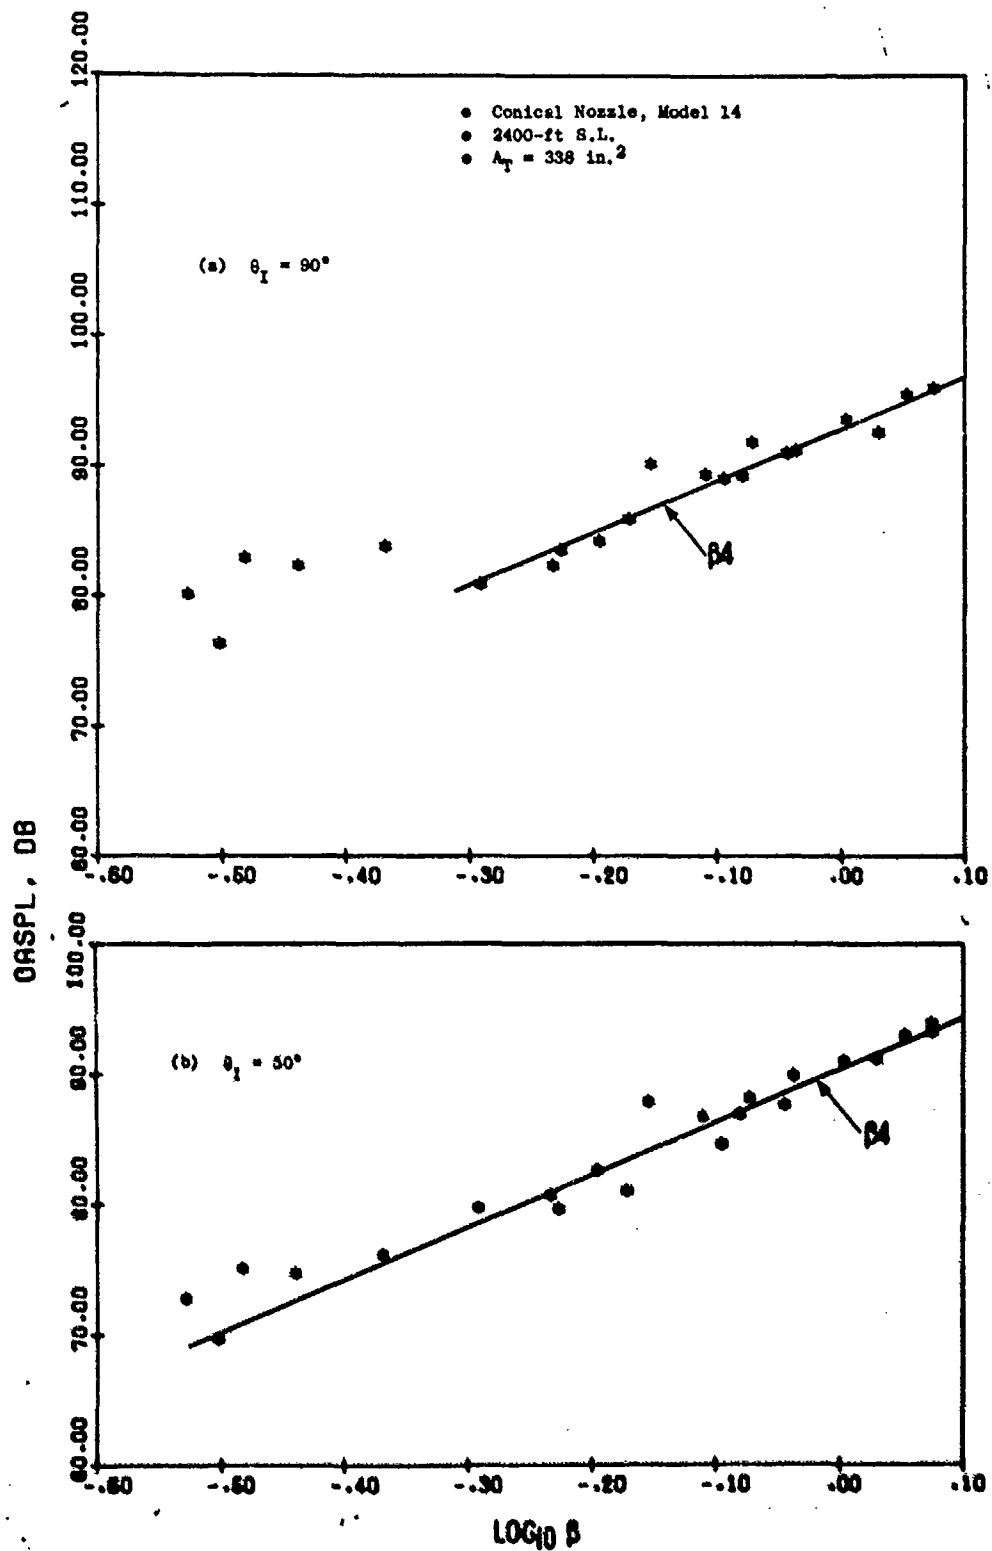 120.00
110.00
100.00
90.00
80.00
70.00
60.00
• Conical Nozzle, Model 14
• 2400-ft S.L.
• A_T = 338 in.²
(a) θ_I = 90°
β4
-.60 -.50 -.40 -.30 -.20 -.10 .00 .10
OASPL, DB
100.00
90.00
80.00
70.00
60.00
(b) θ_I = 50°
β4
-.60 -.50 -.40 -.30 -.20 -.10 .00 .10
LOG10 β